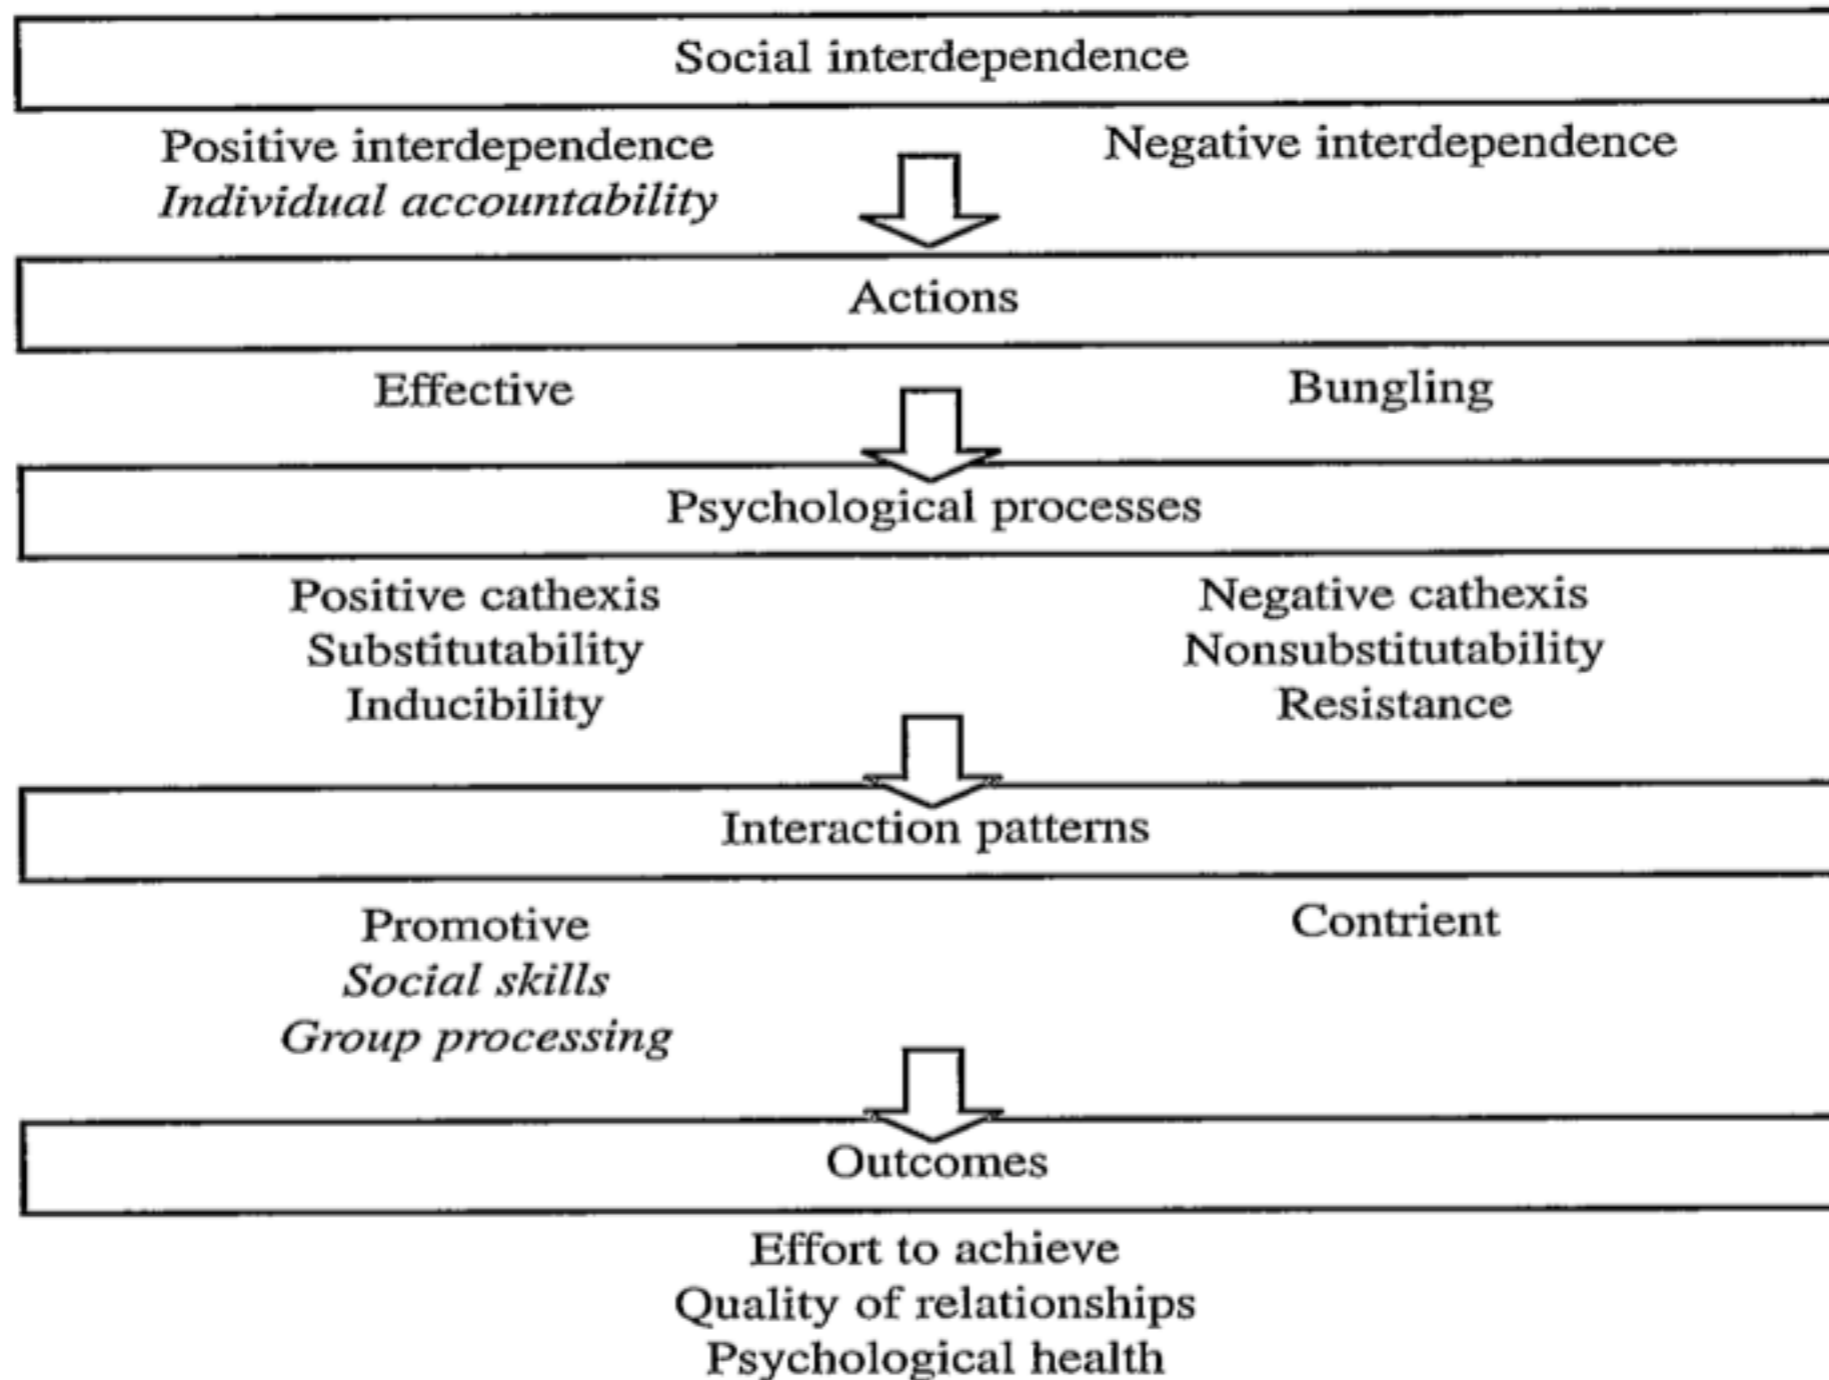 Social interdependence
Positive interdependence
Negative interdependence
Individual accountability
Actions
Effective
Bungling
Psychological processes
Positive cathexis
Negative cathexis
Substitutability
Nonsubstitutability
Inducibility
Resistance
Interaction patterns
Promotive
Contrient
Social skills
Group processing
Outcomes
Effort to achieve
Quality of relationships
Psychological health